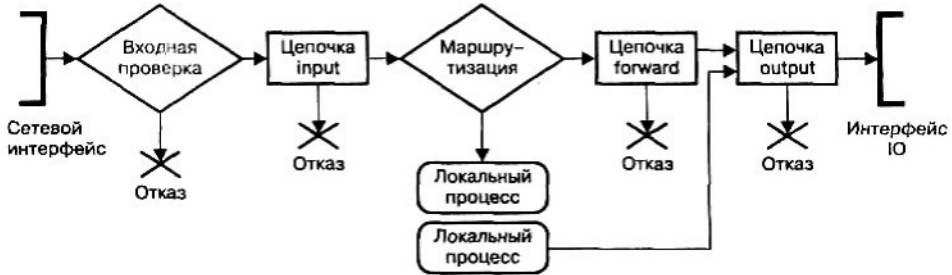 Входная
проверка
Цепочка
input
Маршру-
тизация
Цепочка
forward
Цепочка
output
Сетевой
интерфейс
Отказ
Отказ
Отказ
Отказ
Интерфейс
IO
Локальный
процесс
Локальный
процесс